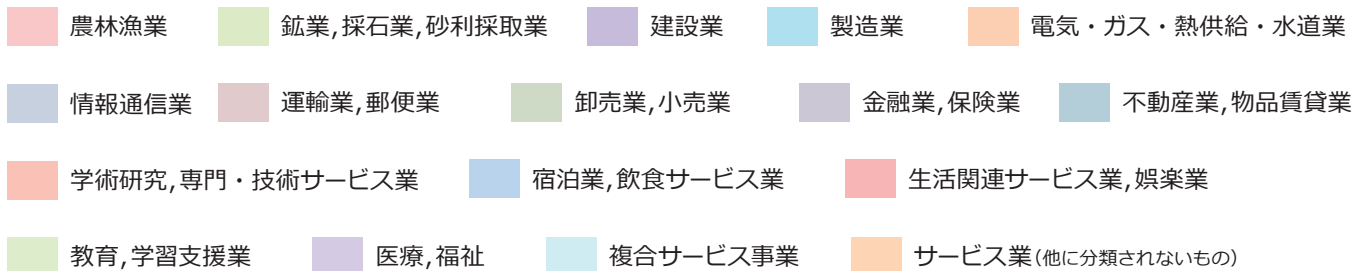 農林漁業 鉱業,採石業,砂利採取業 建設業 製造業 電気・ガス・熱供給・水道業
情報通信業 運輸業,郵便業 卸売業,小売業 金融業,保険業 不動産業,物品賃貸業
学術研究,専門・技術サービス業 宿泊業,飲食サービス業 生活関連サービス業,娯楽業
教育,学習支援業 医療,福祉 複合サービス事業 サービス業(他に分類されないもの)